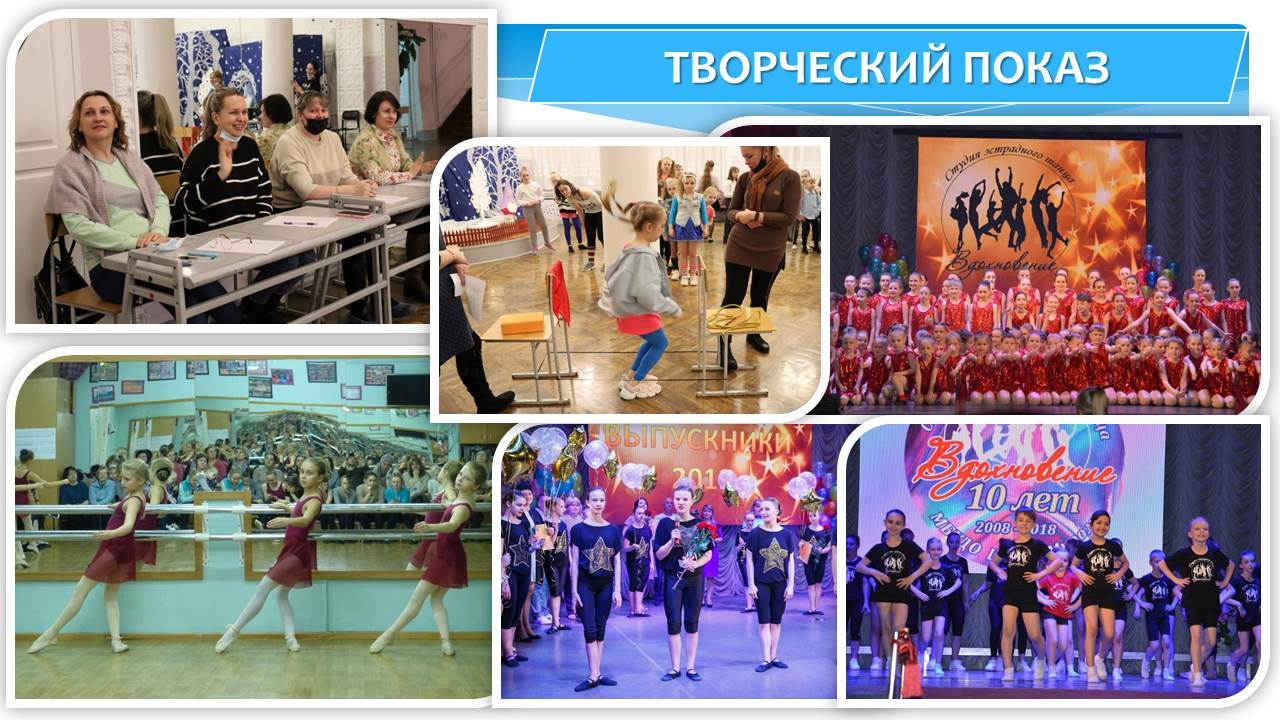 ТВОРЧЕСКИЙ ПОКАЗ
Студия эстрадного танца
Вдохновение
ВЫПУСКНИКИ
201
Вдохновение
10 лет
2008-2018